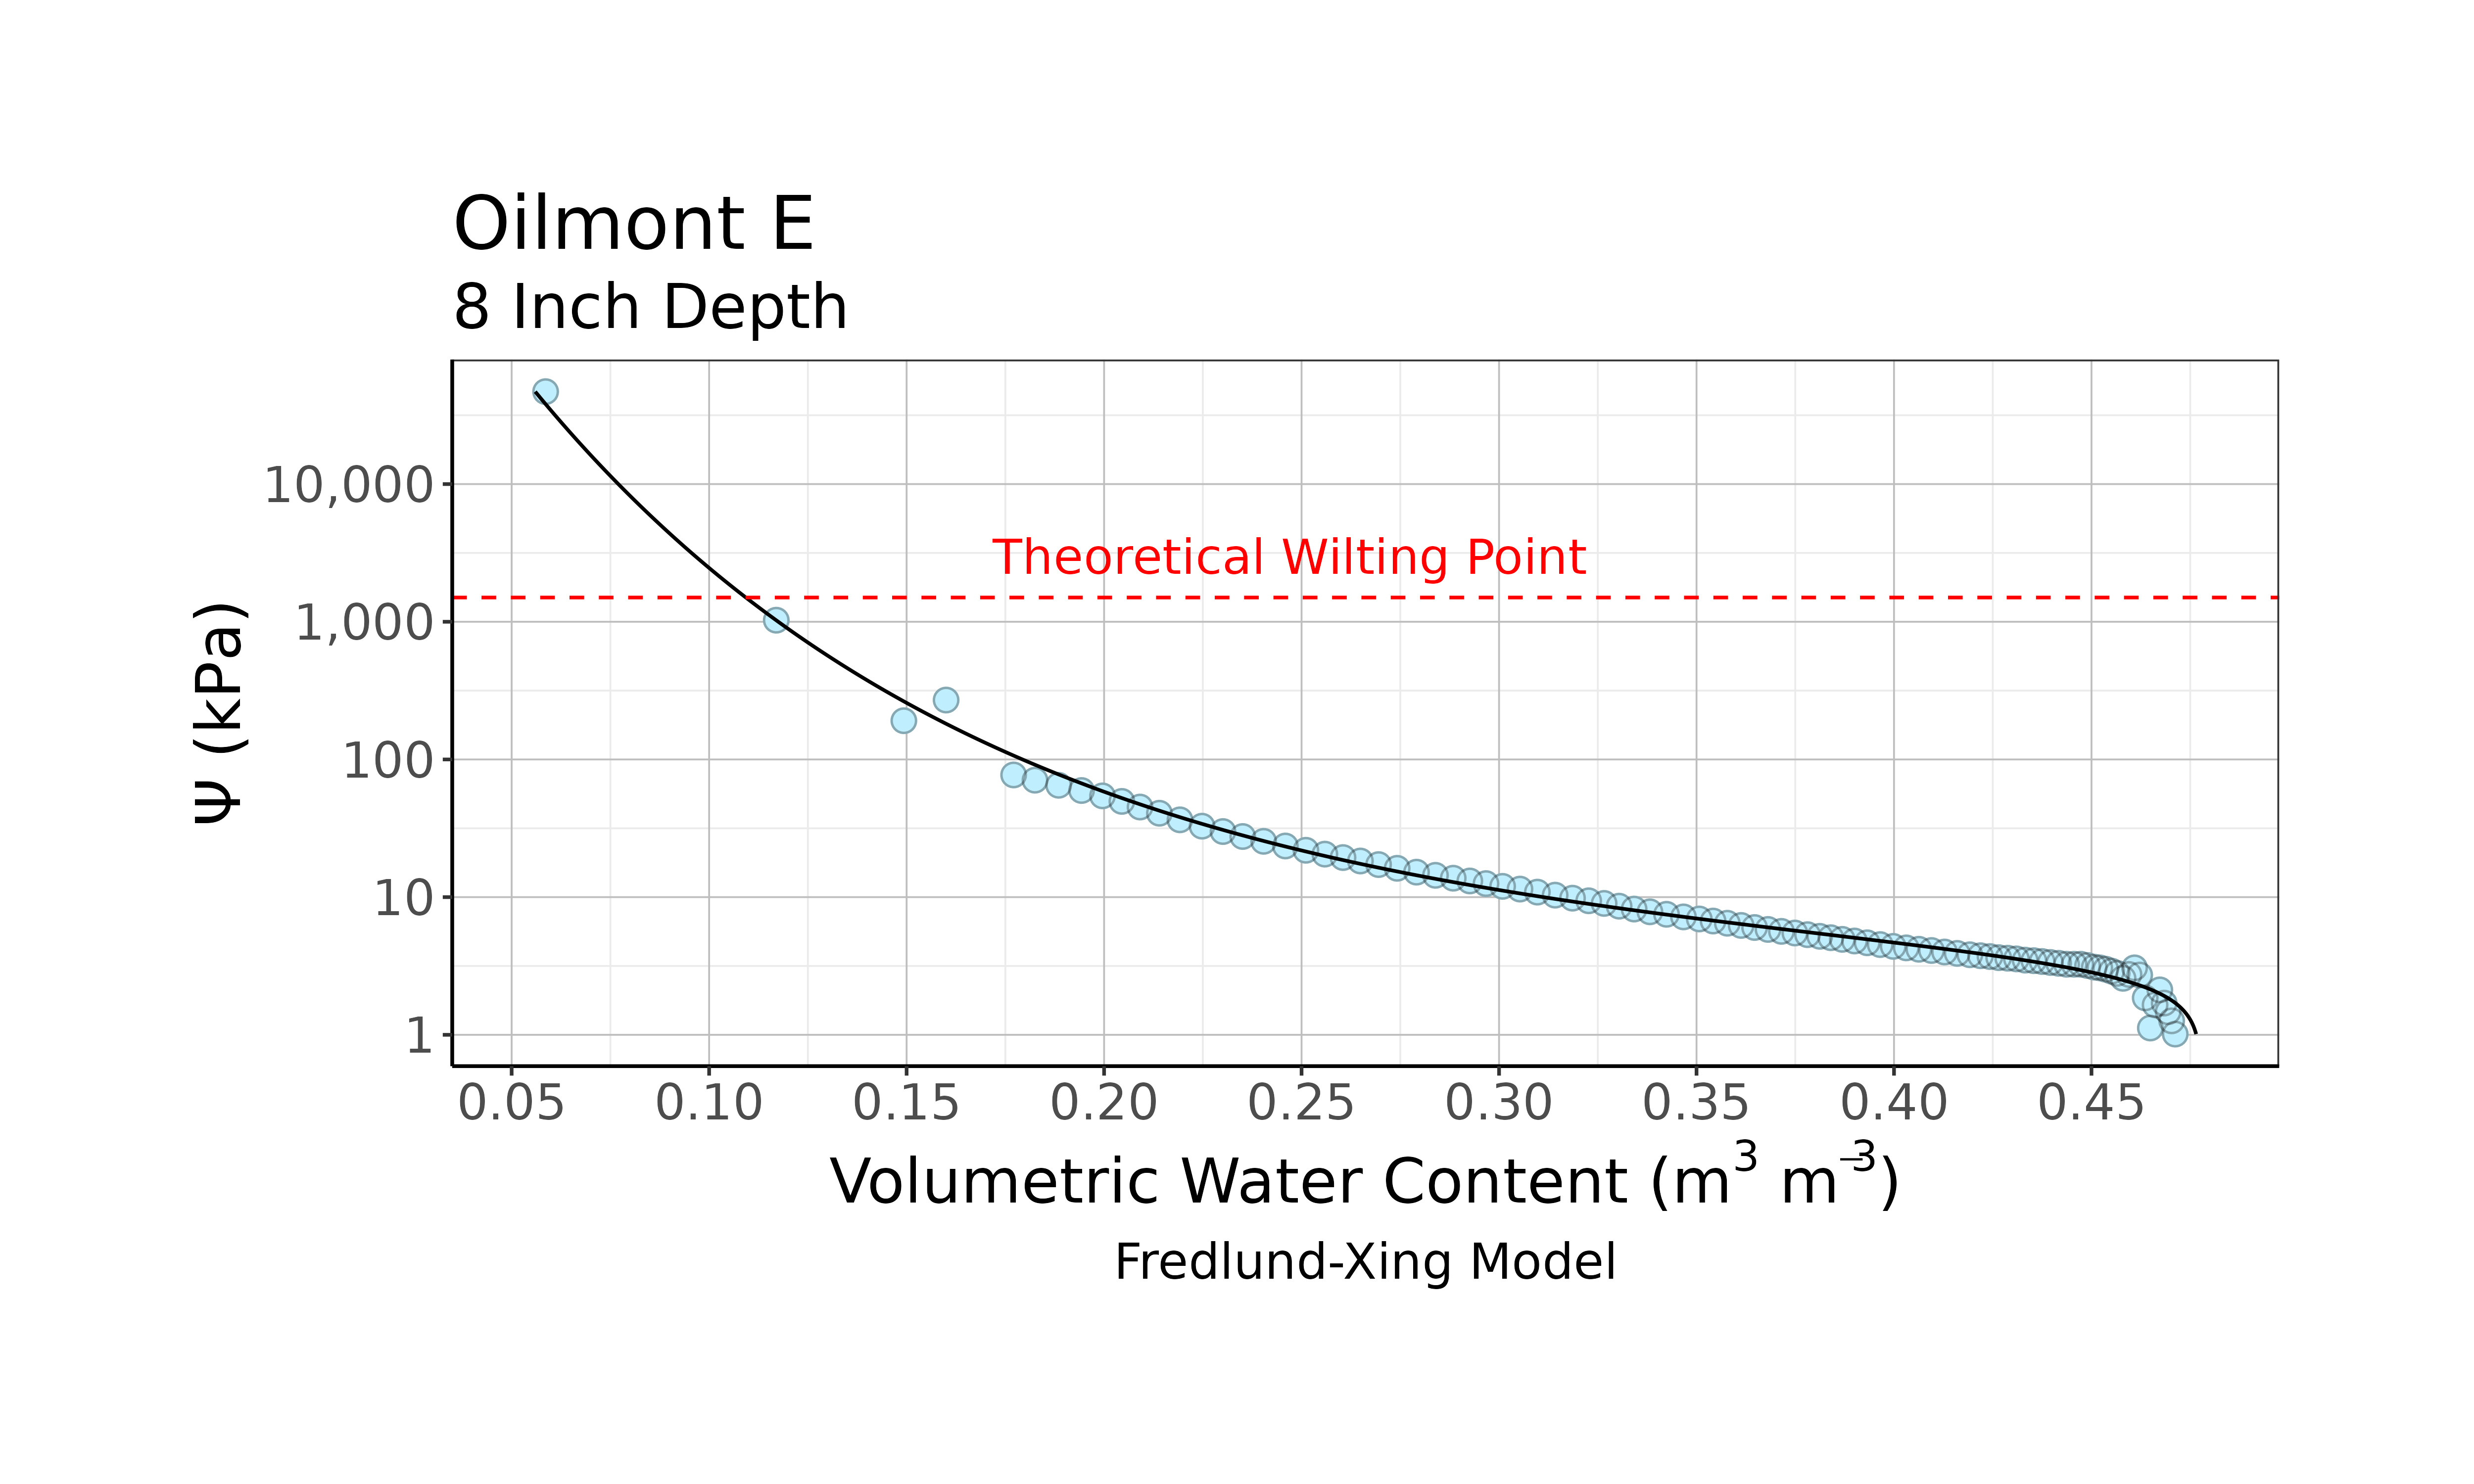 Oilmont E
8 Inch Depth
Ψ (kPa)
10,000
1,000
100
10
1
Theoretical Wilting Point
0.05 0.10 0.15 0.20 0.25 0.30 0.35 0.40 0.45
Volumetric Water Content (m³ m⁻³)
Fredlund-Xing Model